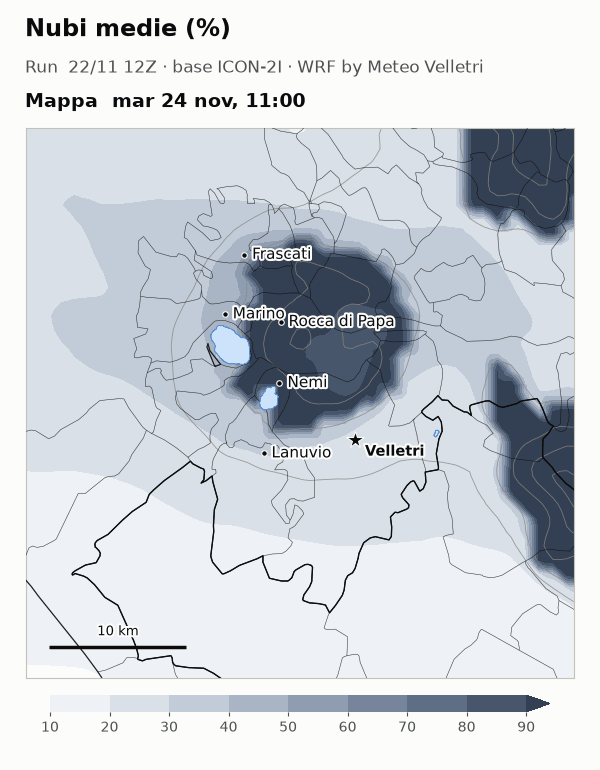 Nubi medie (%)
Run  22/11 12Z · base ICON-2I · WRF by Meteo Velletri
Mappa  mar 24 nov, 11:00
Frascati
Marino
Rocca di Papa
Nemi
Velletri
Lanuvio
10 km
10 20 30 40 50 60 70 80 90